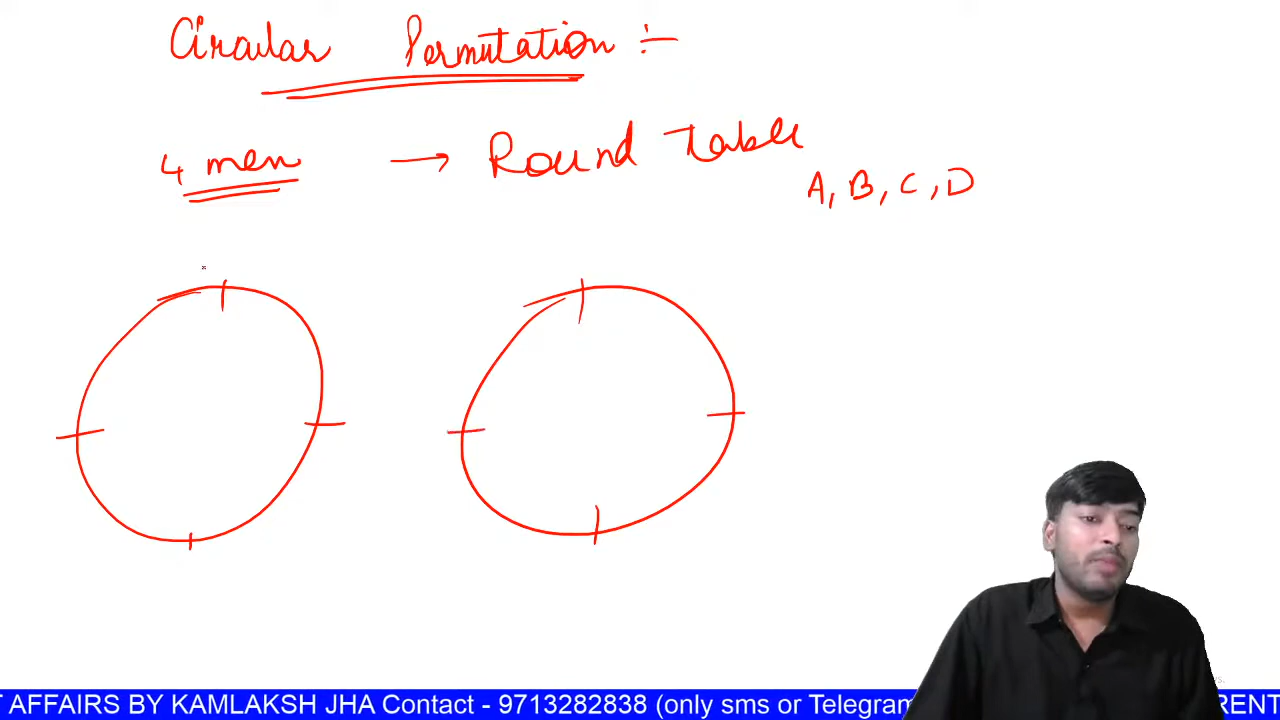 Circular Permutation :-
4 men → Round Table
A, B, C, D
T AFFAIRS BY KAMLAKSH JHA Contact - 9713282838 (only sms or Telegram
RENT